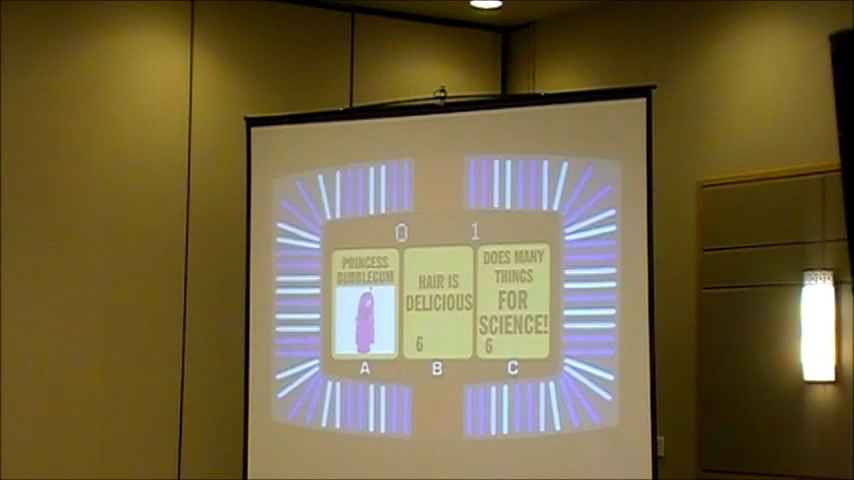 0 1
PRINCESS
BUBBLEGUM
HAIR IS
DELICIOUS
6
DOES MANY
THINGS
FOR
SCIENCE!
6
A B C